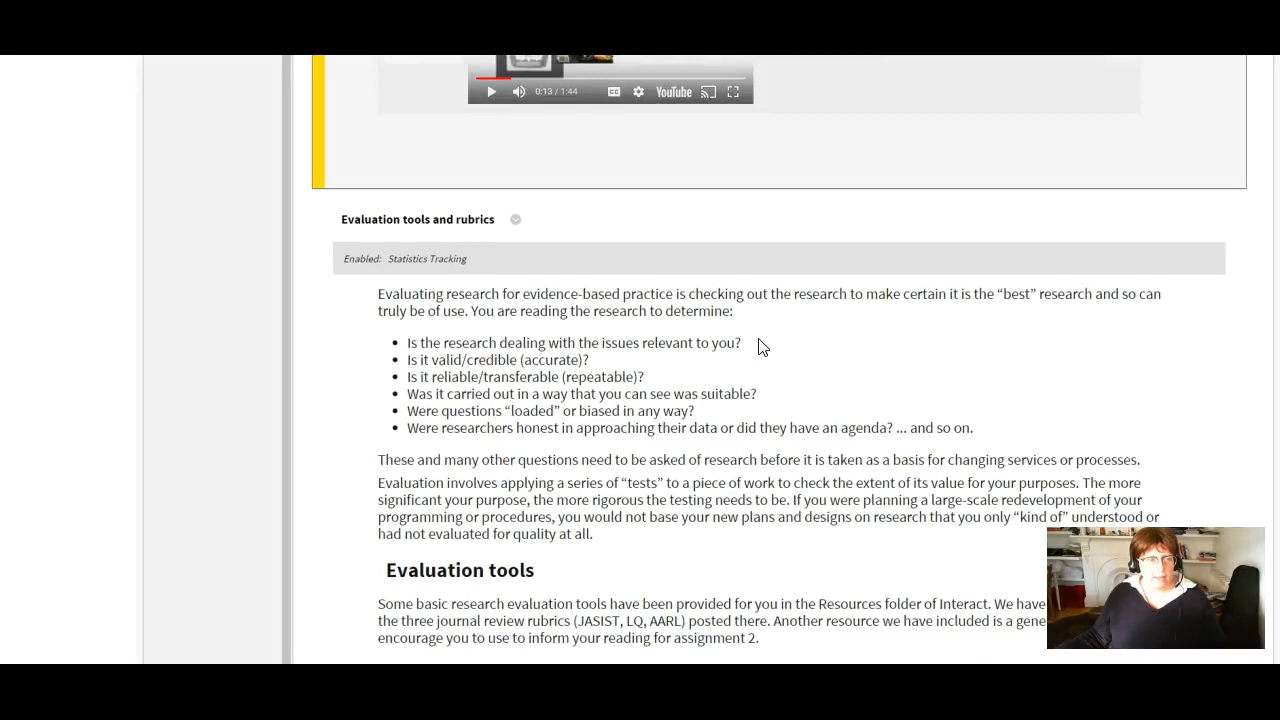 0:13 / 1:44 CC YouTube
Evaluation tools and rubrics
Enabled: Statistics Tracking
Evaluating research for evidence-based practice is checking out the research to make certain it is the “best” research and so can
truly be of use. You are reading the research to determine:
• Is the research dealing with the issues relevant to you?
• Is it valid/credible (accurate)?
• Is it reliable/transferable (repeatable)?
• Was it carried out in a way that you can see was suitable?
• Were questions “loaded” or biased in any way?
• Were researchers honest in approaching their data or did they have an agenda? ... and so on.
These and many other questions need to be asked of research before it is taken as a basis for changing services or processes.
Evaluation involves applying a series of “tests” to a piece of work to check the extent of its value for your purposes. The more
significant your purpose, the more rigorous the testing needs to be. If you were planning a large-scale redevelopment of your
programming or procedures, you would not base your new plans and designs on research that you only “kind of” understood or
had not evaluated for quality at all.
Evaluation tools
Some basic research evaluation tools have been provided for you in the Resources folder of Interact. We have
the three journal review rubrics (JASIST, LQ, AARL) posted there. Another resource we have included is a
encourage you to use to inform your reading for assignment 2.